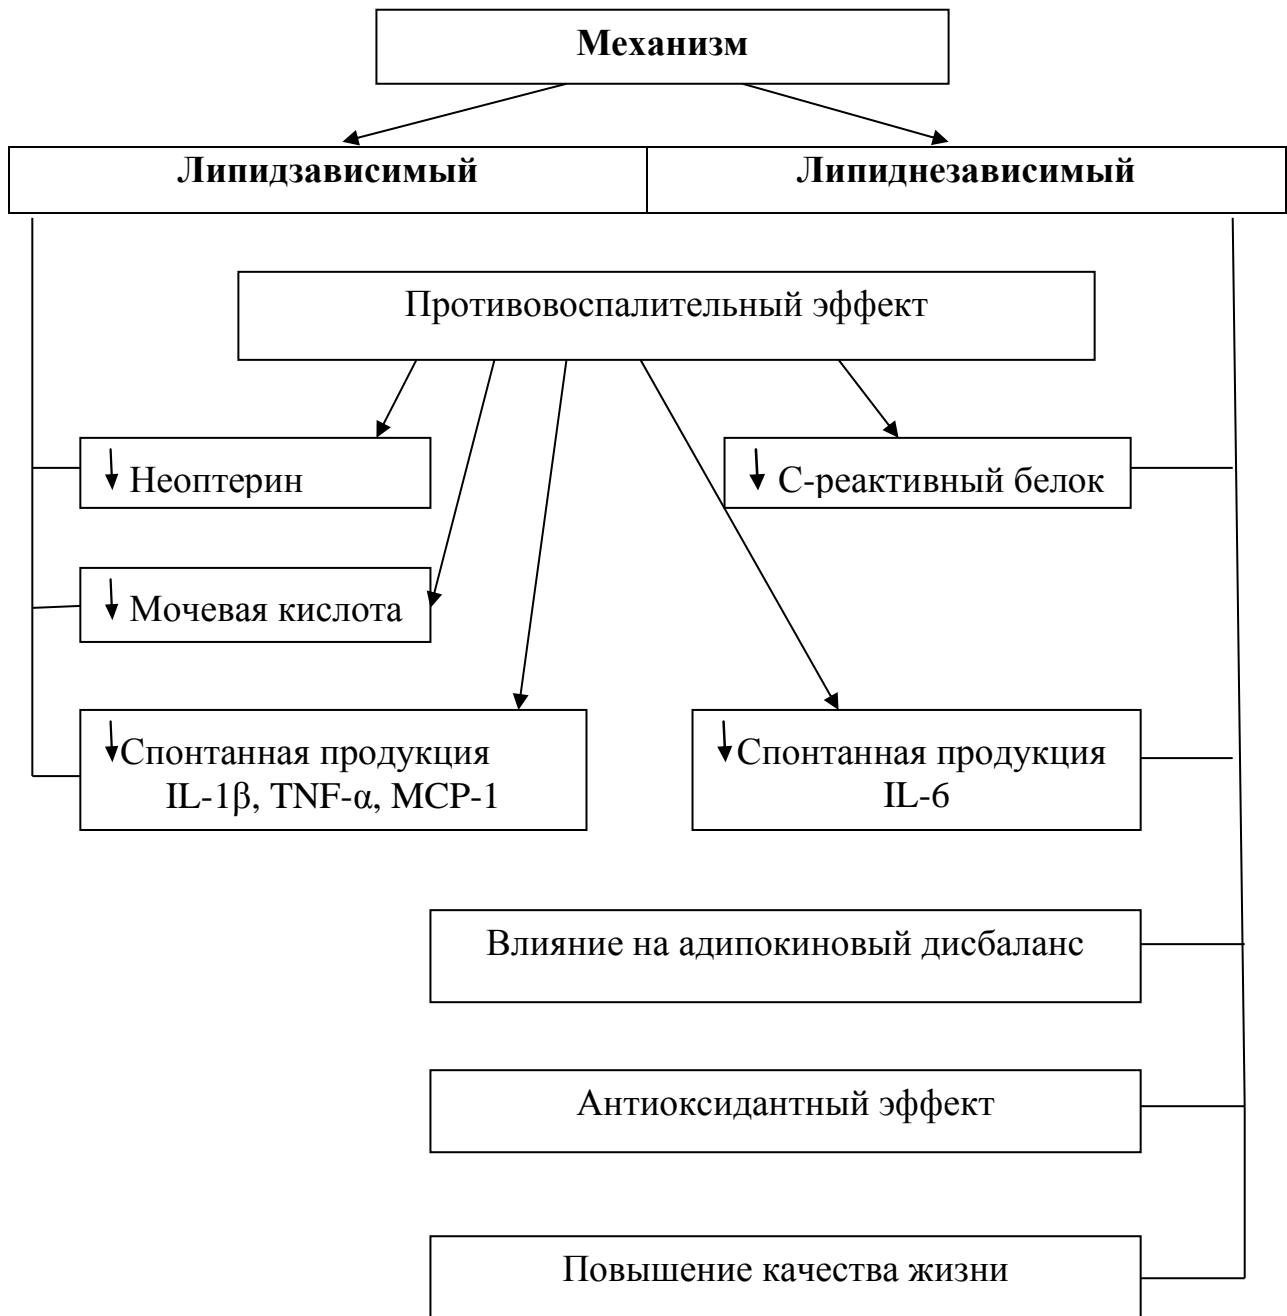 Механизм
Липидзависимый
Липиднезависимый
Противовоспалительный эффект
Неоптерин
С-реактивный белок
Мочевая кислота
Спонтанная продукция
IL-1β, TNF-α, MCP-1
Спонтанная продукция
IL-6
Влияние на адипокиновый дисбаланс
Антиоксидантный эффект
Повышение качества жизни